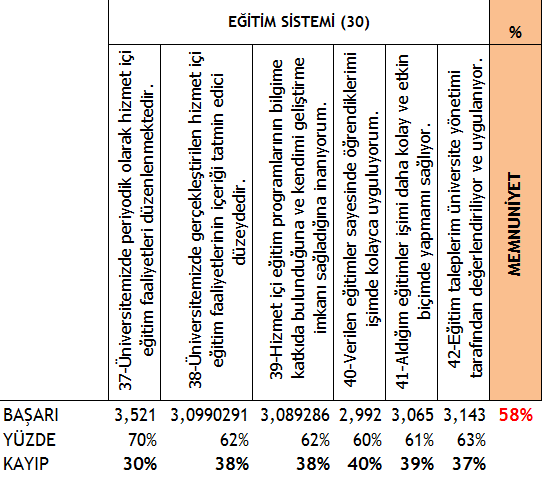 EĞİTİM SİSTEMİ (30)
%
37-Üniversitemizde periyodik olarak hizmet içi
eğitim faaliyetleri düzenlenmektedir.
38-Üniversitemizde gerçekleştirilen hizmet içi
eğitim faaliyetlerinin içeriği tatmin edici
düzeydedir.
39-Hizmet içi eğitim programlarının bilgime
katkıda bulunduğuna ve kendimi geliştirme
imkanı sağladığına inanıyorum.
40-Verilen eğitimler sayesinde öğrendiklerimi
işimde kolayca uyguluyorum.
41-Aldığım eğitimler işimi daha kolay ve etkin
biçimde yapmamı sağlıyor.
42-Eğitim taleplerim üniversite yönetimi
tarafından değerlendiriliyor ve uygulanıyor.
MEMNUNİYET
BAŞARI 3,521 3,0990291 3,089286 2,992 3,065 3,143 58%
YÜZDE 70% 62% 62% 60% 61% 63%
KAYIP 30% 38% 38% 40% 39% 37%